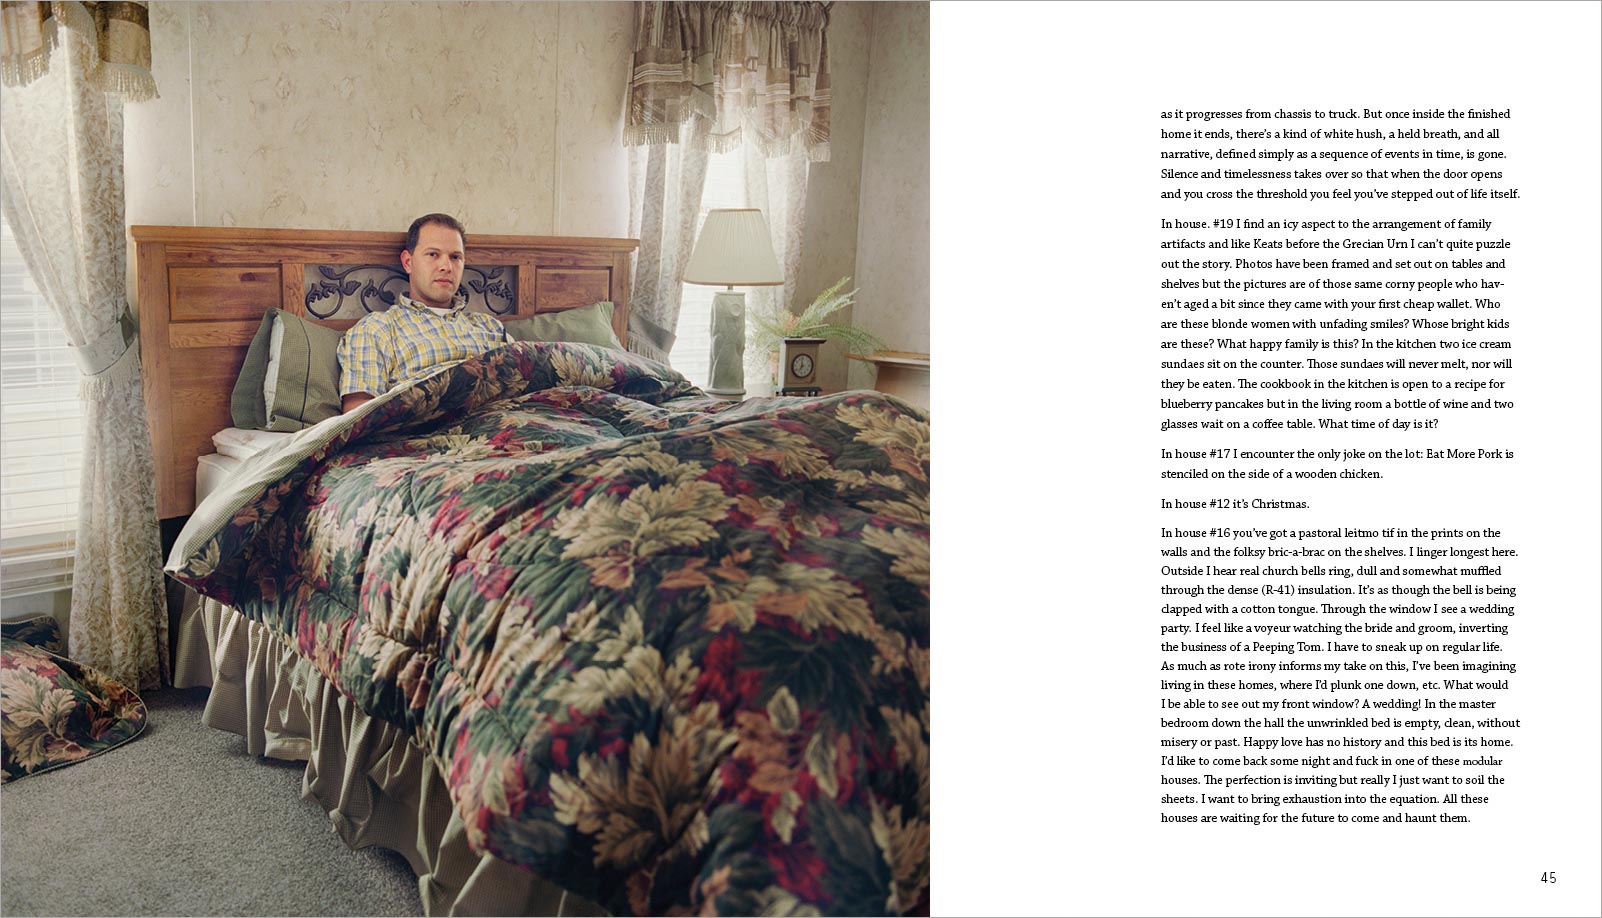 as it progresses from chassis to truck. But once inside the finished
home it ends, there's a kind of white hush, a held breath, and all
narrative, defined simply as a sequence of events in time, is gone.
Silence and timelessness takes over so that when the door opens
and you cross the threshold you feel you've stepped out of life itself.
In house. #19 I find an icy aspect to the arrangement of family
artifacts and like Keats before the Grecian Urn I can't quite puzzle
out the story. Photos have been framed and set out on tables and
shelves but the pictures are of those same corny people who hav-
en't aged a bit since they came with your first cheap wallet. Who
are these blonde women with unfading smiles? Whose bright kids
are these? What happy family is this? In the kitchen two ice cream
sundaes sit on the counter. Those sundaes will never melt, nor will
they be eaten. The cookbook in the kitchen is open to a recipe for
blueberry pancakes but in the living room a bottle of wine and two
glasses wait on a coffee table. What time of day is it?
In house #17 I encounter the only joke on the lot: Eat More Pork is
stenciled on the side of a wooden chicken.
In house #12 it's Christmas.
In house #16 you've got a pastoral leitmo tif in the prints on the
walls and the folksy bric-a-brac on the shelves. I linger longest here.
Outside I hear real church bells ring, dull and somewhat muffled
through the dense (R-41) insulation. It's as though the bell is being
clapped with a cotton tongue. Through the window I see a wedding
party. I feel like a voyeur watching the bride and groom, inverting
the business of a Peeping Tom. I have to sneak up on regular life.
As much as rote irony informs my take on this, I've been imagining
living in these homes, where I'd plunk one down, etc. What would
I be able to see out my front window? A wedding! In the master
bedroom down the hall the unwrinkled bed is empty, clean, without
misery or past. Happy love has no history and this bed is its home.
I'd like to come back some night and fuck in one of these modular
houses. The perfection is inviting but really I just want to soil the
sheets. I want to bring exhaustion into the equation. All these
houses are waiting for the future to come and haunt them.
45